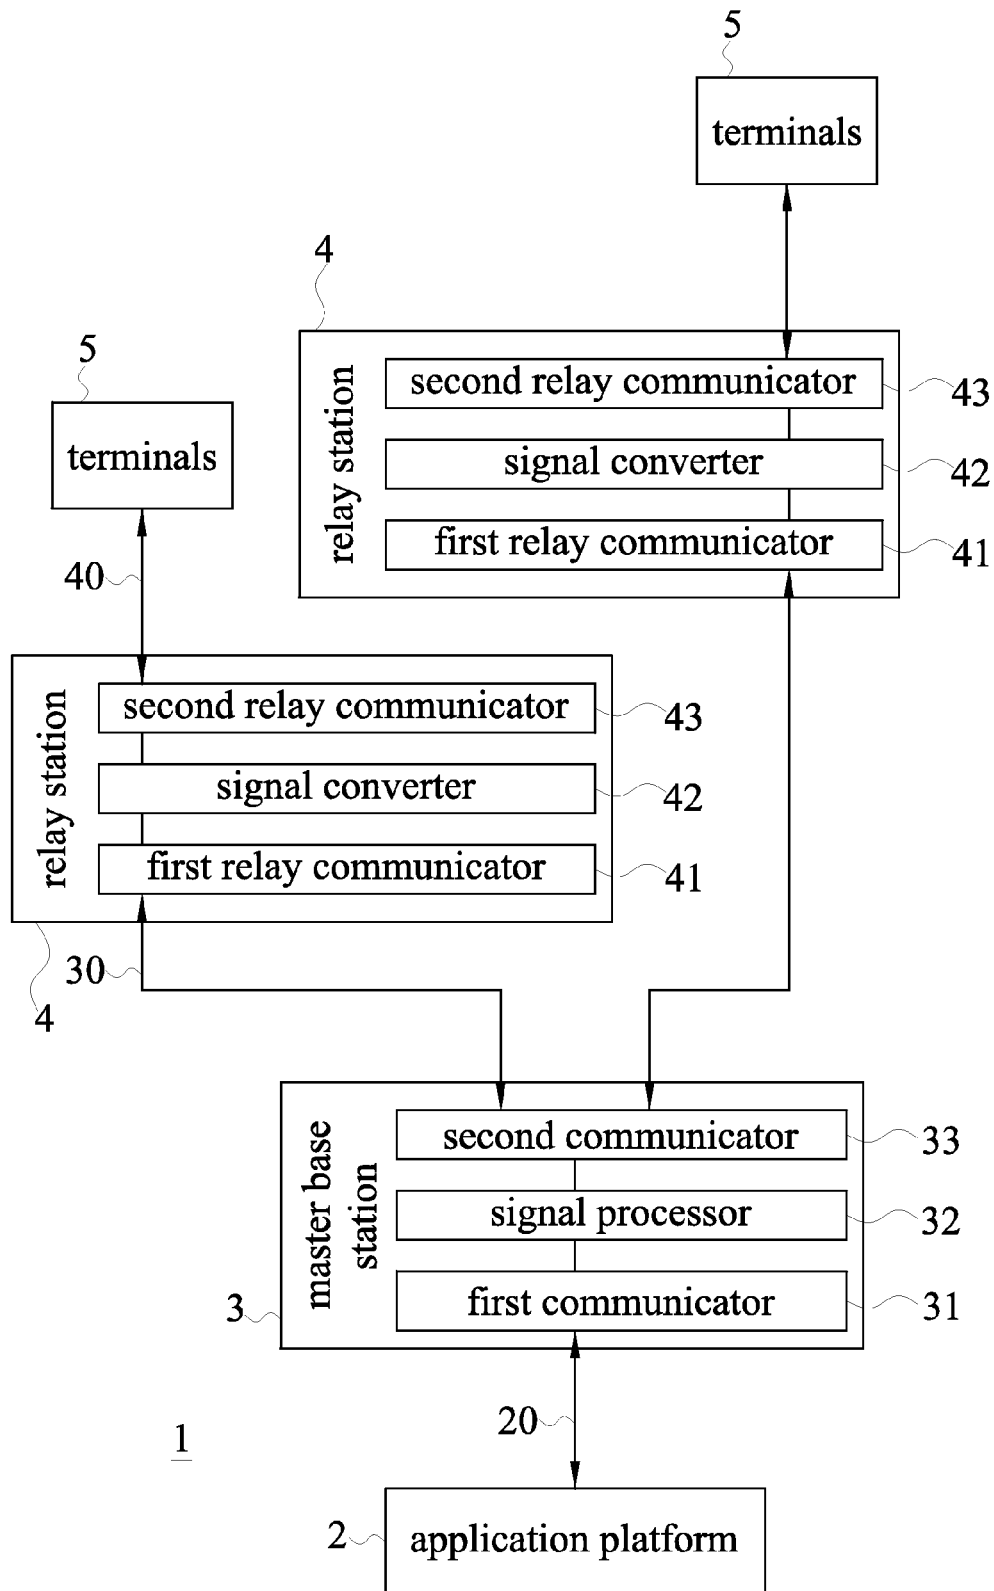 5
terminals
4
relay station
second relay communicator
43
signal converter
42
first relay communicator
41
5
terminals
40
relay station
second relay communicator
43
signal converter
42
first relay communicator
41
30
4
master base
station
second communicator
33
signal processor
32
first communicator
31
3
20
1
2
application platform